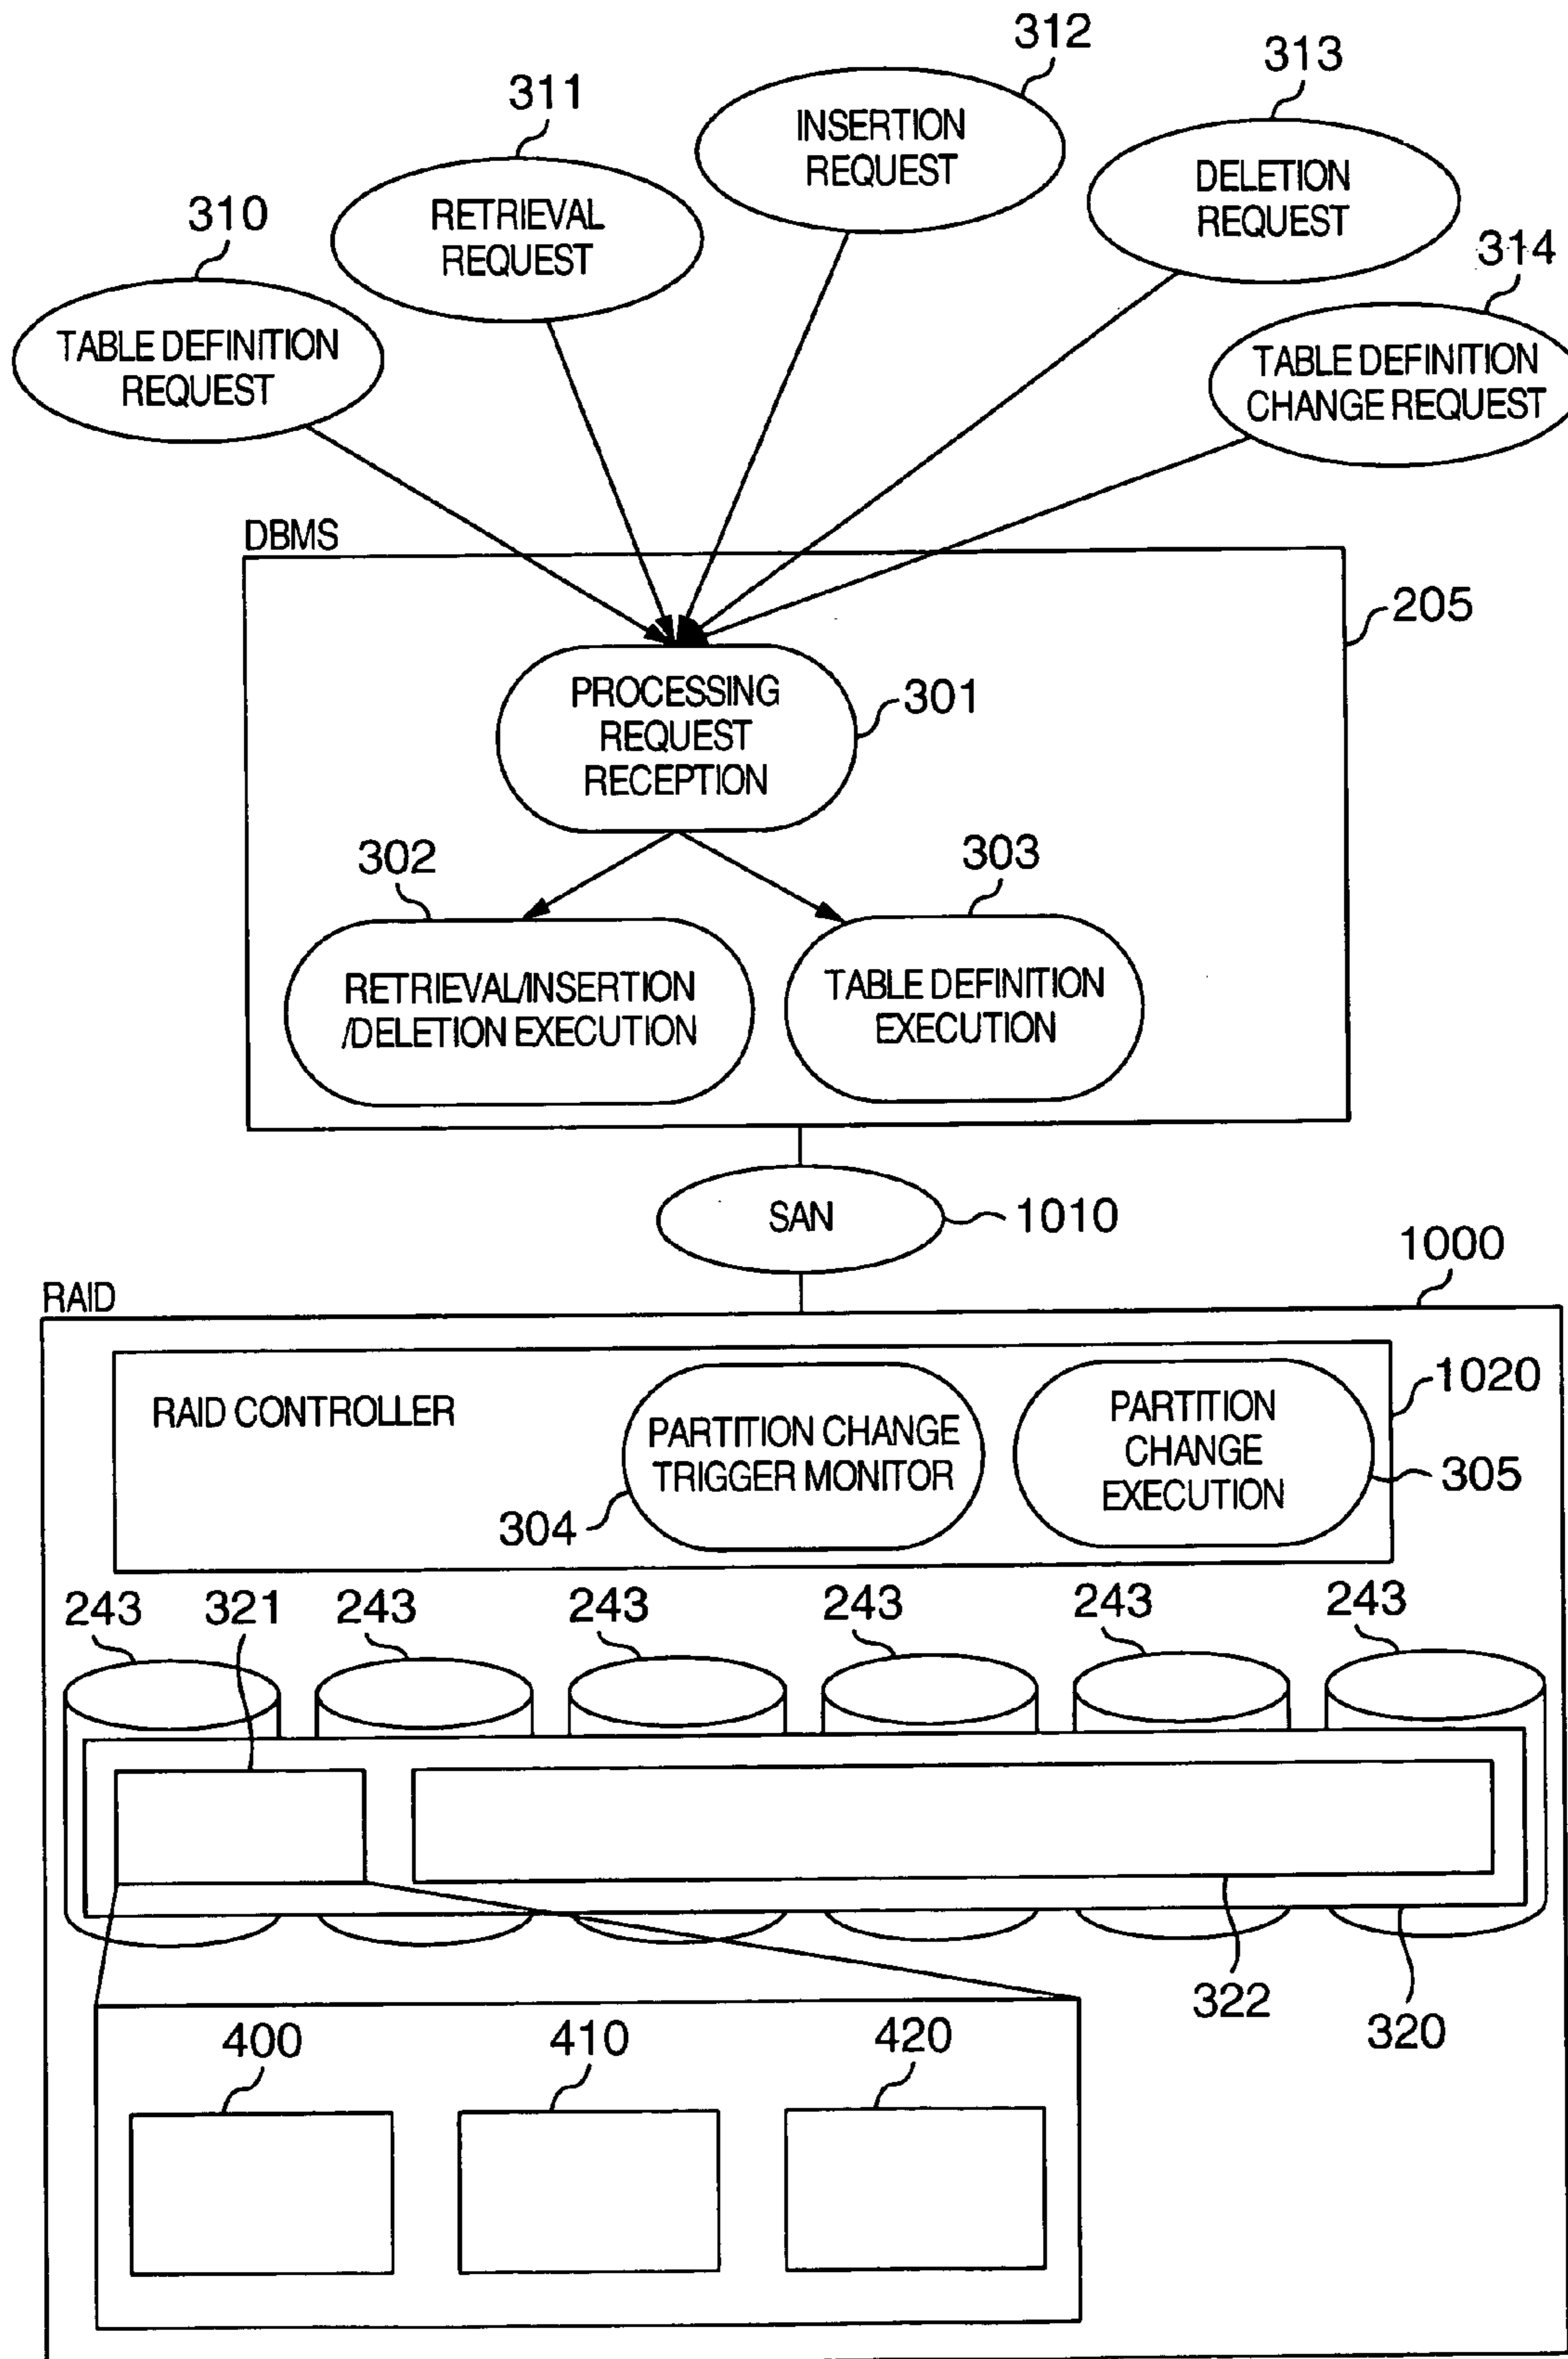 312
313
311
INSERTION
REQUEST
DELETION
REQUEST
310
RETRIEVAL
REQUEST
314
TABLE DEFINITION
REQUEST
TABLE DEFINITION
CHANGE REQUEST
DBMS
205
PROCESSING
REQUEST
RECEPTION
301
302
303
RETRIEVAL/INSERTION
/DELETION EXECUTION
TABLE DEFINITION
EXECUTION
SAN
1010
1000
RAID
RAID CONTROLLER
PARTITION CHANGE
TRIGGER MONITOR
PARTITION
CHANGE
EXECUTION
1020
304
305
243
321
243
243
243
243
243
322
320
400
410
420